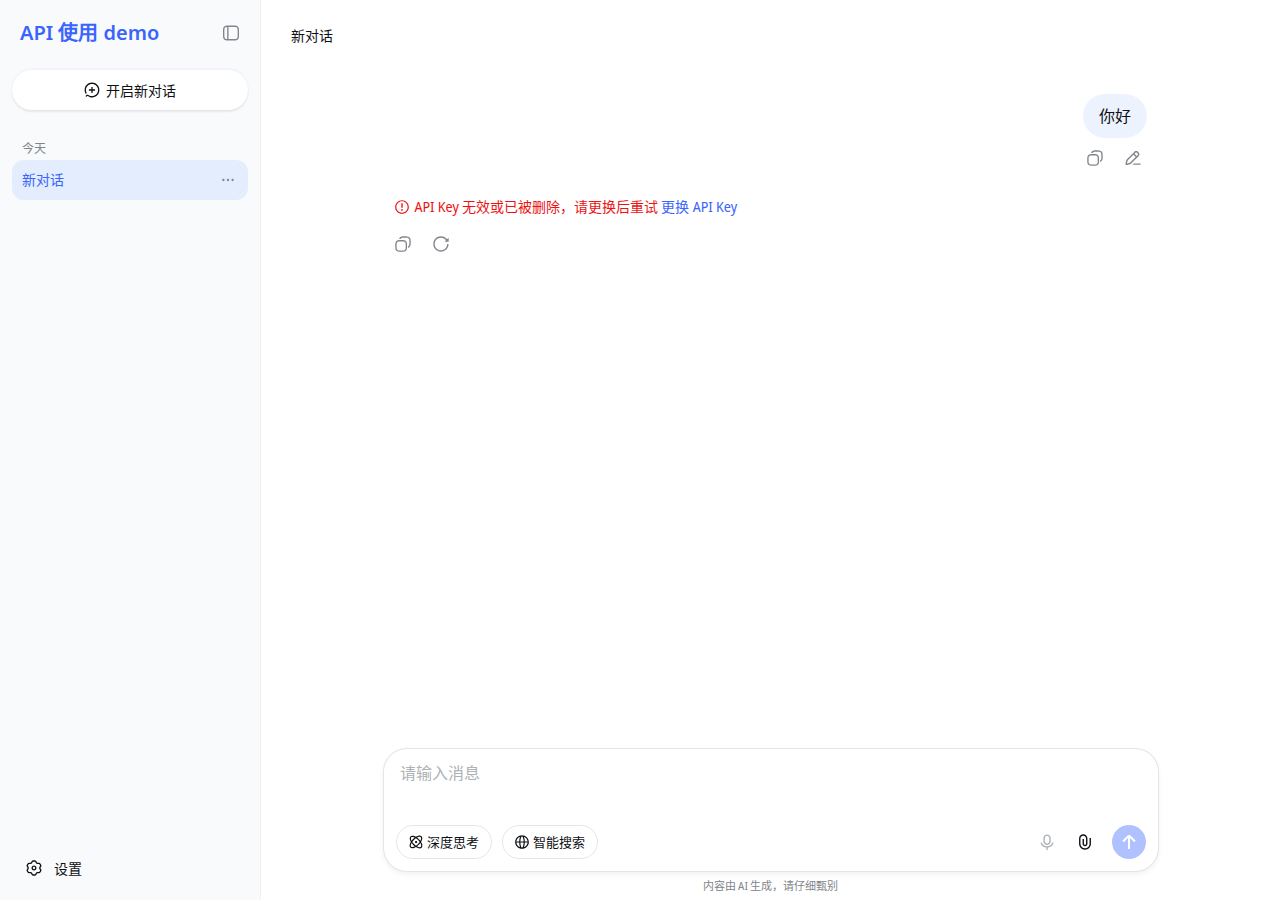 API 使用 demo
开启新对话
今天
新对话
设置
新对话
你好
API Key 无效或已被删除，请更换后重试 更换 API Key
请输入消息
深度思考
智能搜索
内容由 AI 生成，请仔细甄别